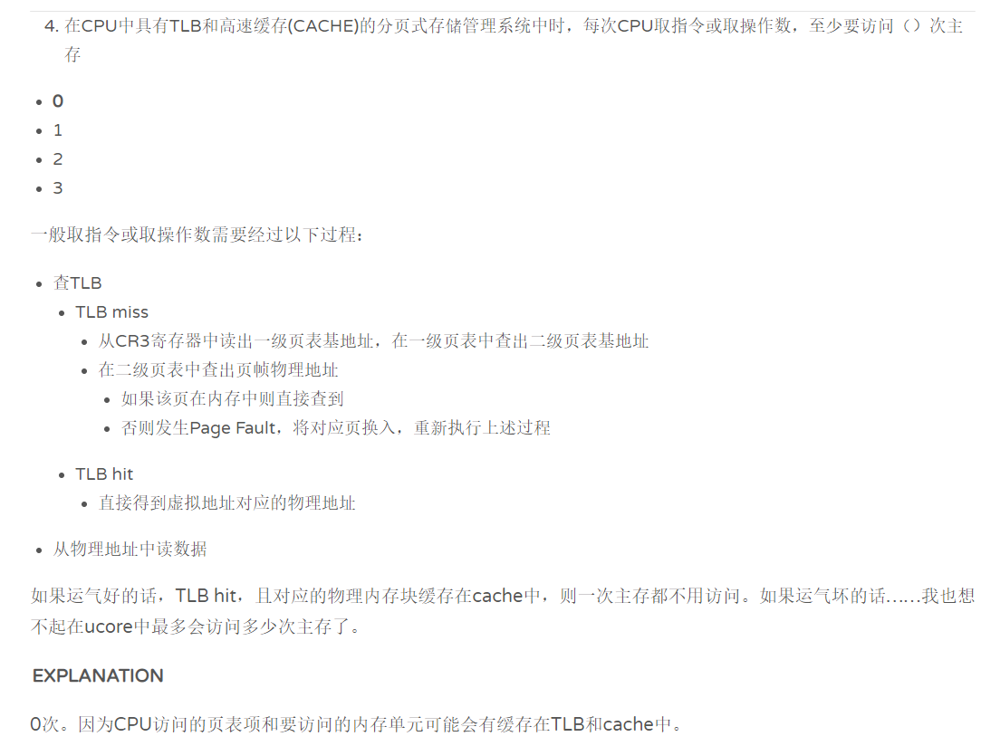 4. 在CPU中具有TLB和高速缓存(CACHE)的分页式存储管理系统中时，每次CPU取指令或取操作数，至少要访问（）次主
存
• 0
• 1
• 2
• 3
一般取指令或取操作数需要经过以下过程：
• 查TLB
• TLB miss
• 从CR3寄存器中读出一级页表基地址，在一级页表中查出二级页表基地址
• 在二级页表中查出页帧物理地址
• 如果该页在内存中则直接查到
• 否则发生Page Fault，将对应页换入，重新执行上述过程
• TLB hit
• 直接得到虚拟地址对应的物理地址
• 从物理地址中读数据
如果运气好的话，TLB hit，且对应的物理内存块缓存在cache中，则一次主存都不用访问。如果运气坏的话……我也想
不起在ucore中最多会访问多少次主存了。
EXPLANATION
0次。因为CPU访问的页表项和要访问的内存单元可能会有缓存在TLB和cache中。